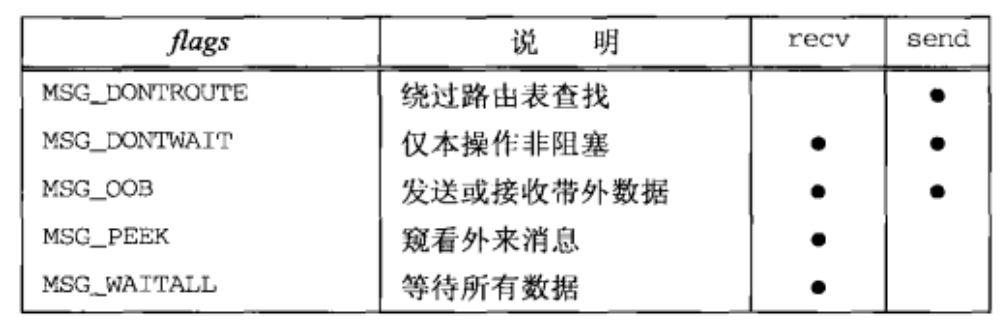 flags 说 明 recv send
MSG_DONTROUTE 绕过路由表查找 ●
MSG_DONTWAIT 仅本操作非阻塞 ● ●
MSG_OOB 发送或接收带外数据 ● ●
MSG_PEEK 窥看外来消息 ●
MSG_WAITALL 等待所有数据 ●